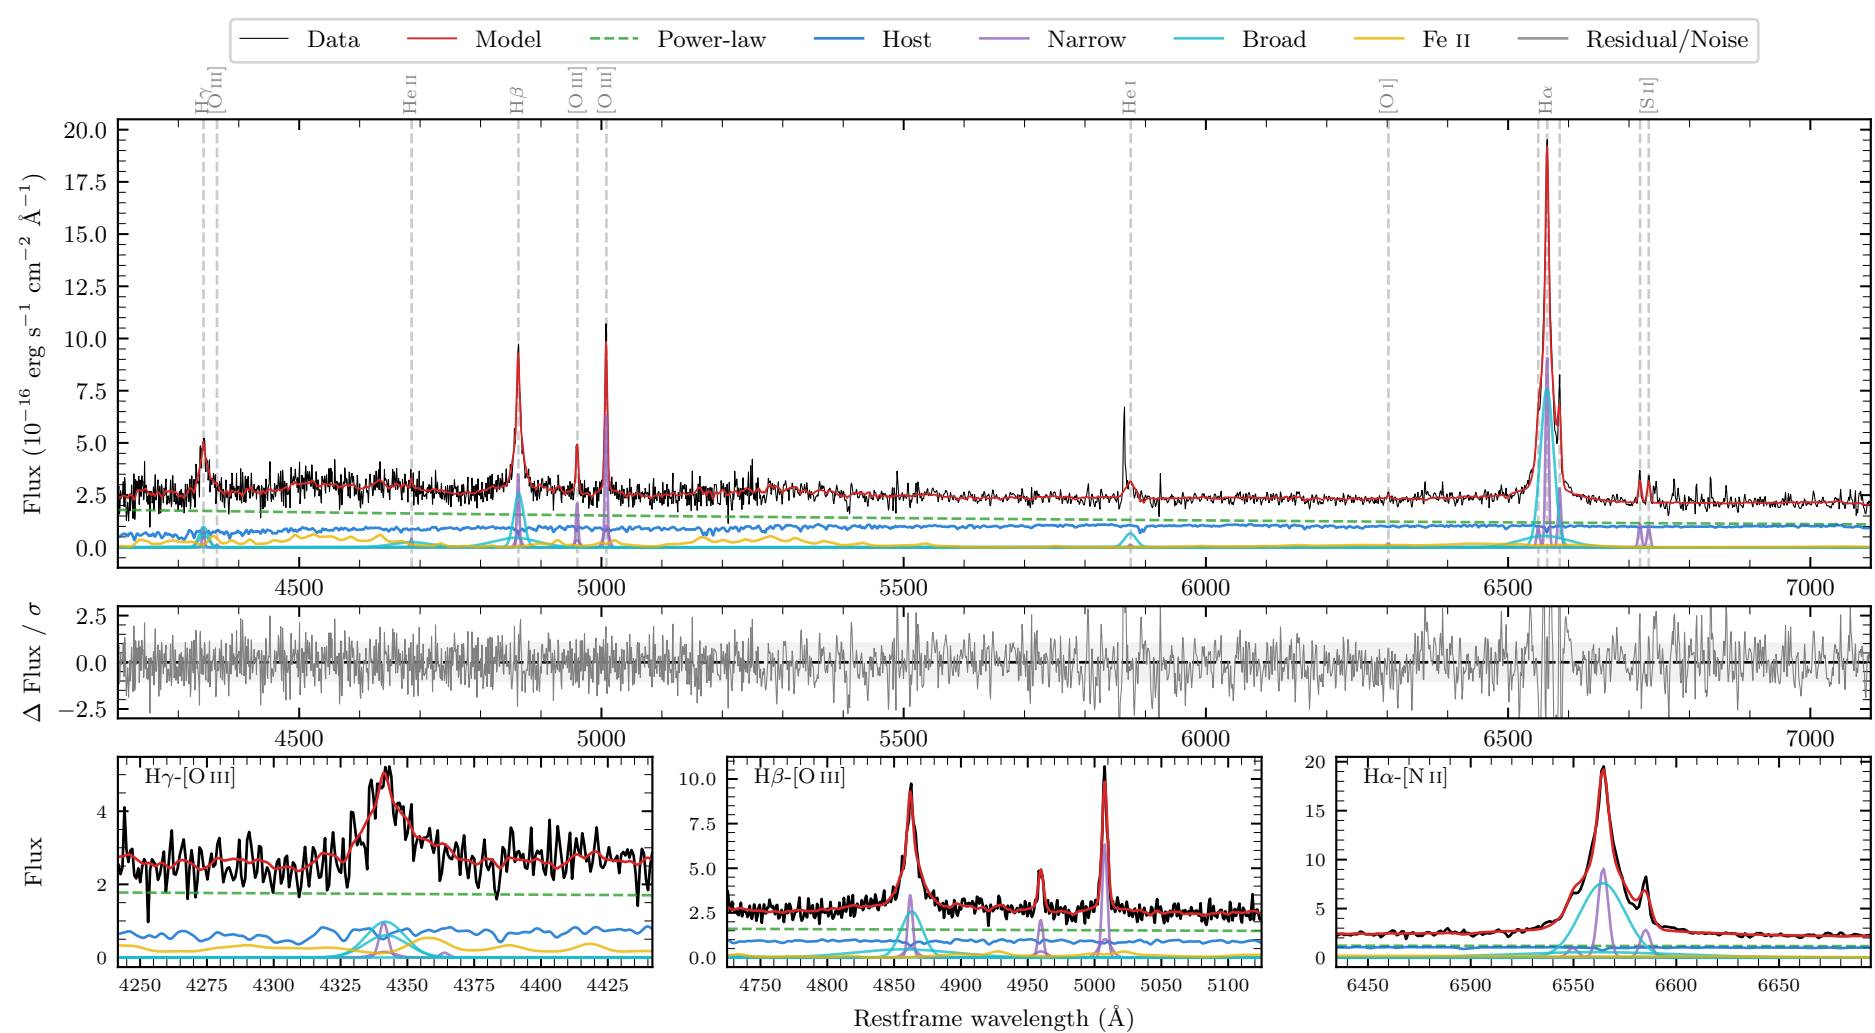 Data Model Power-law Host Narrow Broad Fe II Residual/Noise
Hγ [O III] He II Hβ [O III] [O III] He I [O I] Hα [S II]
Flux (10⁻¹⁶ erg s⁻¹ cm⁻² Å⁻¹)
20.0
17.5
15.0
12.5
10.0
7.5
5.0
2.5
0.0
4500 5000 5500 6000 6500 7000
Δ Flux / σ
2.5
0.0
−2.5
4500 5000 5500 6000 6500 7000
Flux
Hγ-[O III]
4
2
0
4250 4275 4300 4325 4350 4375 4400 4425
Hβ-[O III]
10.0
7.5
5.0
2.5
0.0
4750 4800 4850 4900 4950 5000 5050 5100
Hα-[N II]
20
15
10
5
0
6450 6500 6550 6600 6650
Restframe wavelength (Å)